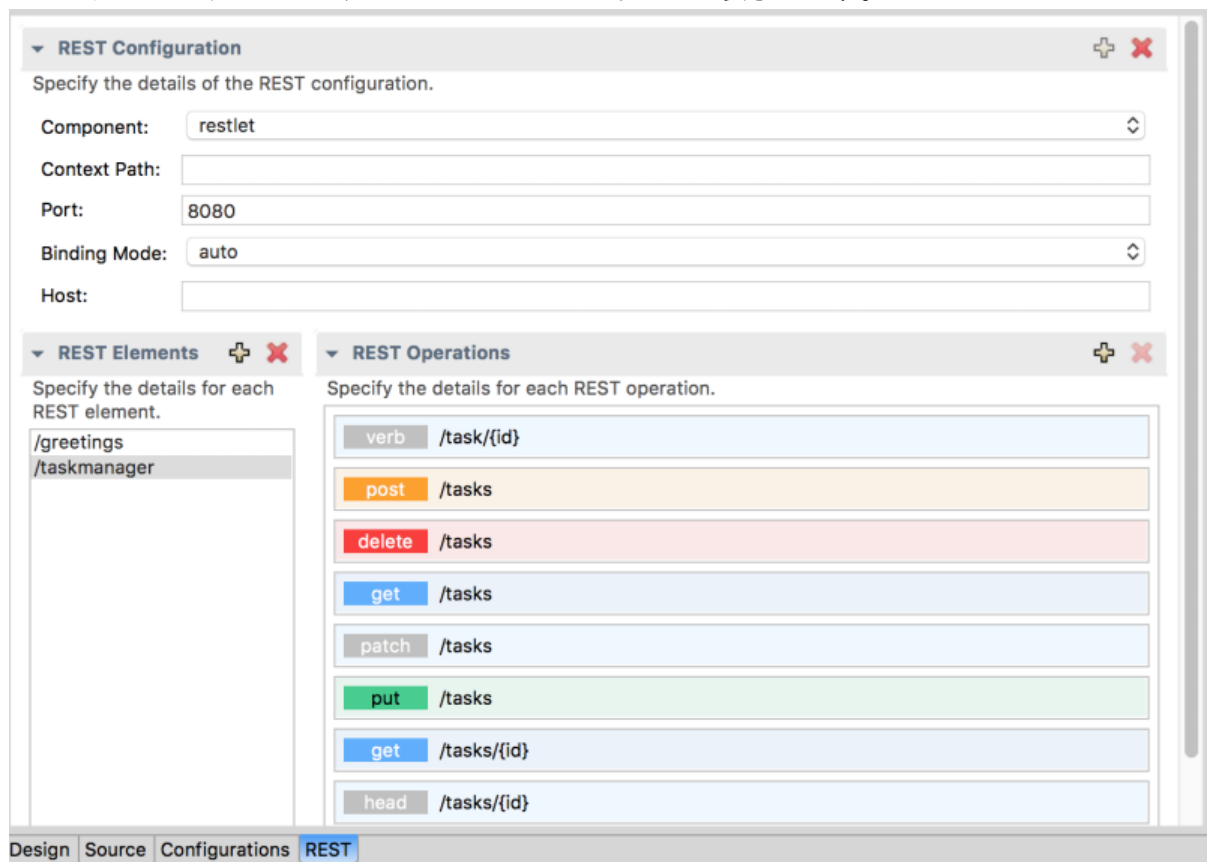 REST Configuration
Specify the details of the REST configuration.
Component: restlet
Context Path:
Port: 8080
Binding Mode: auto
Host:
REST Elements
Specify the details for each
REST element.
/greetings
/taskmanager
REST Operations
Specify the details for each REST operation.
verb /task/{id}
post /tasks
delete /tasks
get /tasks
patch /tasks
put /tasks
get /tasks/{id}
head /tasks/{id}
Design Source Configurations REST